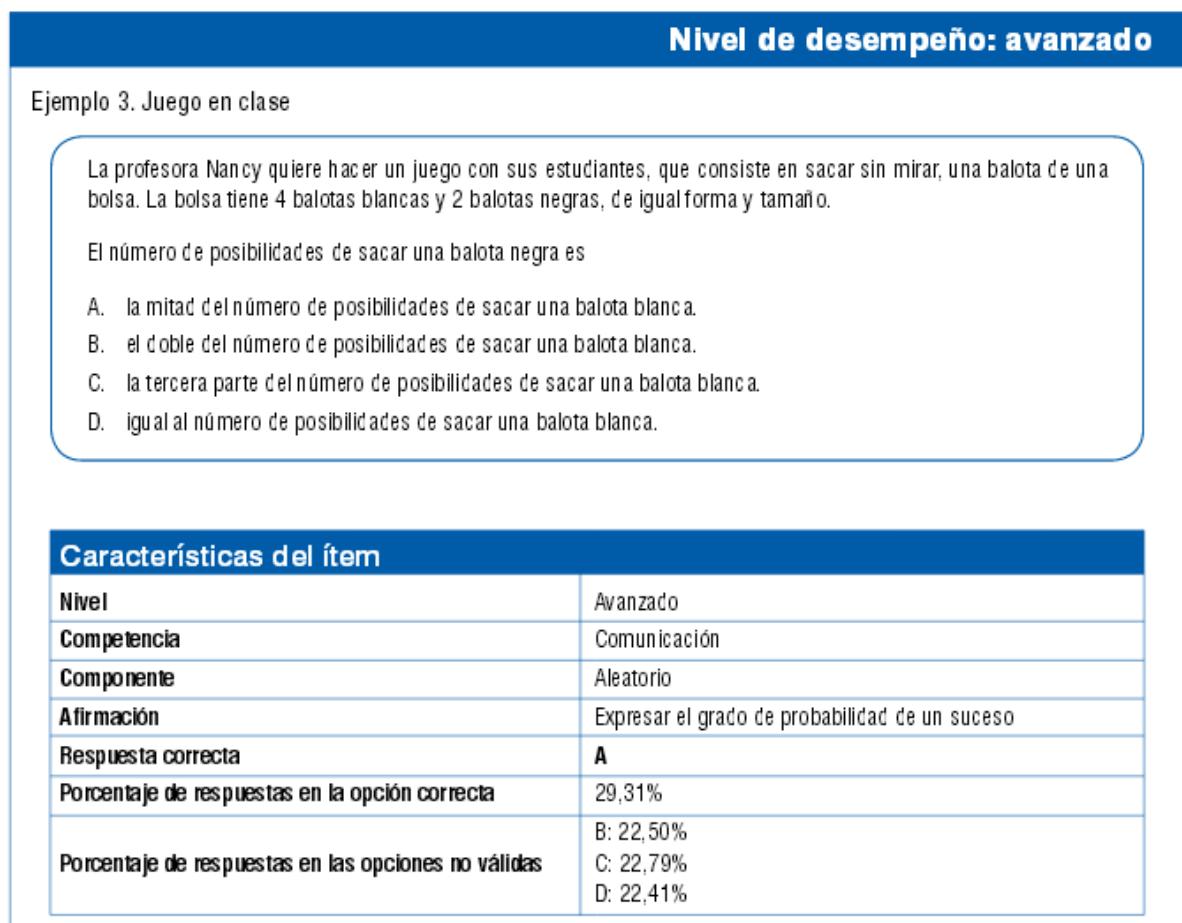 Nivel de desempeño: avanzado
Ejemplo 3. Juego en clase
La profesora Nancy quiere hacer un juego con sus estudiantes, que consiste en sacar sin mirar, una balota de una
bolsa. La bolsa tiene 4 balotas blancas y 2 balotas negras, de igual forma y tamaño.
El número de posibilidades de sacar una balota negra es
A. la mitad del número de posibilidades de sacar una balota blanca.
B. el doble del número de posibilidades de sacar una balota blanca.
C. la tercera parte del número de posibilidades de sacar una balota blanca.
D. igual al número de posibilidades de sacar una balota blanca.
Características del ítem
Nivel Avanzado
Competencia Comunicación
Componente Aleatorio
Afirmación Expresar el grado de probabilidad de un suceso
Respuesta correcta A
Porcentaje de respuestas en la opción correcta 29,31%
Porcentaje de respuestas en las opciones no válidas
B: 22,50%
C: 22,79%
D: 22,41%